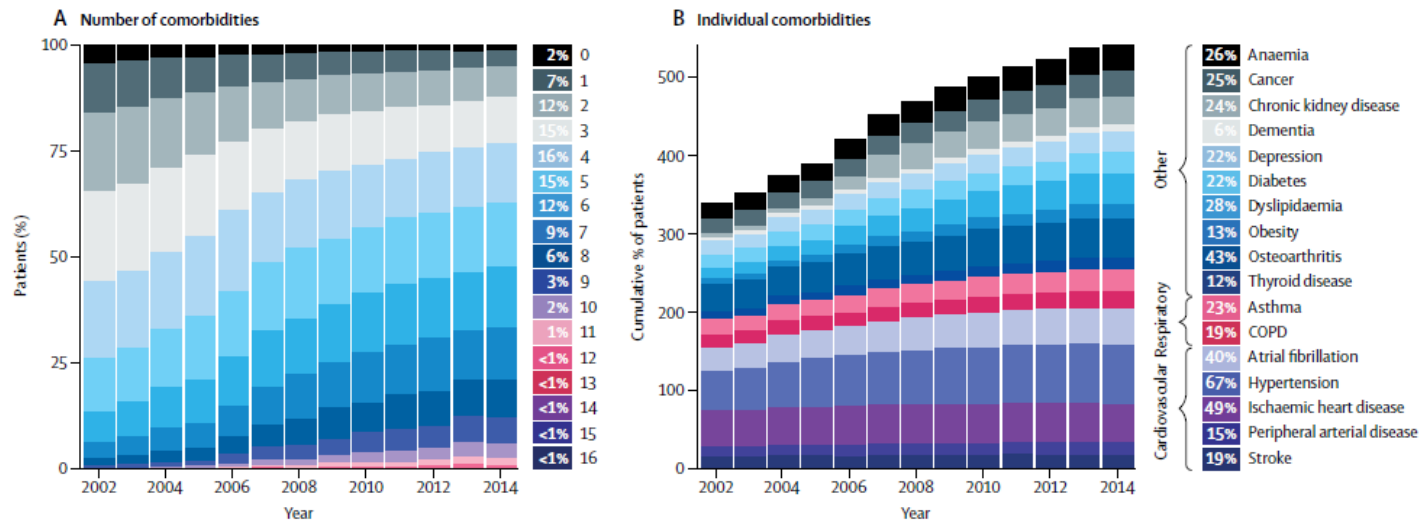 A Number of comorbidities
Patients (%)
100
75
50
25
0
2002 2004 2006 2008 2010 2012 2014
Year
2% 0
7% 1
12% 2
15% 3
16% 4
15% 5
12% 6
9% 7
6% 8
3% 9
2% 10
1% 11
<1% 12
<1% 13
<1% 14
<1% 15
<1% 16
B Individual comorbidities
Cumulative % of patients
500
400
300
200
100
0
2002 2004 2006 2008 2010 2012 2014
Year
Other
26% Anaemia
25% Cancer
24% Chronic kidney disease
6% Dementia
22% Depression
22% Diabetes
28% Dyslipidaemia
13% Obesity
43% Osteoarthritis
12% Thyroid disease
Respiratory
23% Asthma
19% COPD
Cardiovascular
40% Atrial fibrillation
67% Hypertension
49% Ischaemic heart disease
15% Peripheral arterial disease
19% Stroke